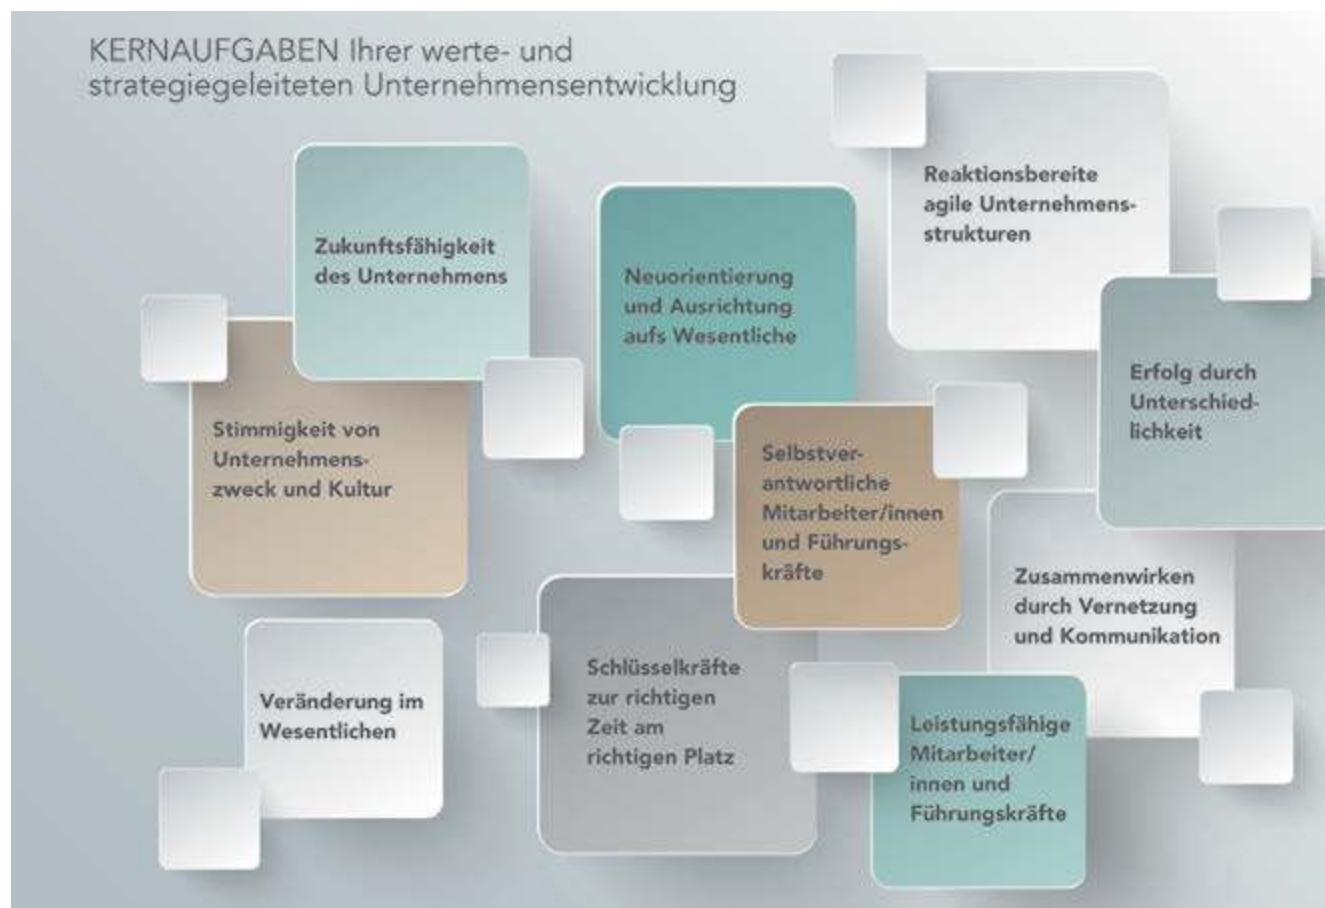 KERNAUFGABEN Ihrer werte- und
strategiegeleiteten Unternehmensentwicklung
Zukunftsfähigkeit
des Unternehmens
Neuorientierung
und Ausrichtung
aufs Wesentliche
Reaktionsbereite
agile Unternehmens-
strukturen
Stimmigkeit von
Unternehmens-
zweck und Kultur
Selbstver-
antwortliche
Mitarbeiter/innen
und Führungs-
kräfte
Erfolg durch
Unterschied-
lichkeit
Zusammenwirken
durch Vernetzung
und Kommunikation
Veränderung im
Wesentlichen
Schlüsselkräfte
zur richtigen
Zeit am
richtigen Platz
Leistungsfähige
Mitarbeiter/
innen und
Führungskräfte